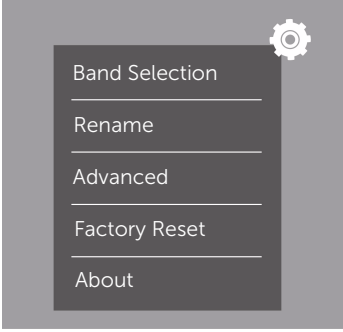 Band Selection
Rename
Advanced
Factory Reset
About